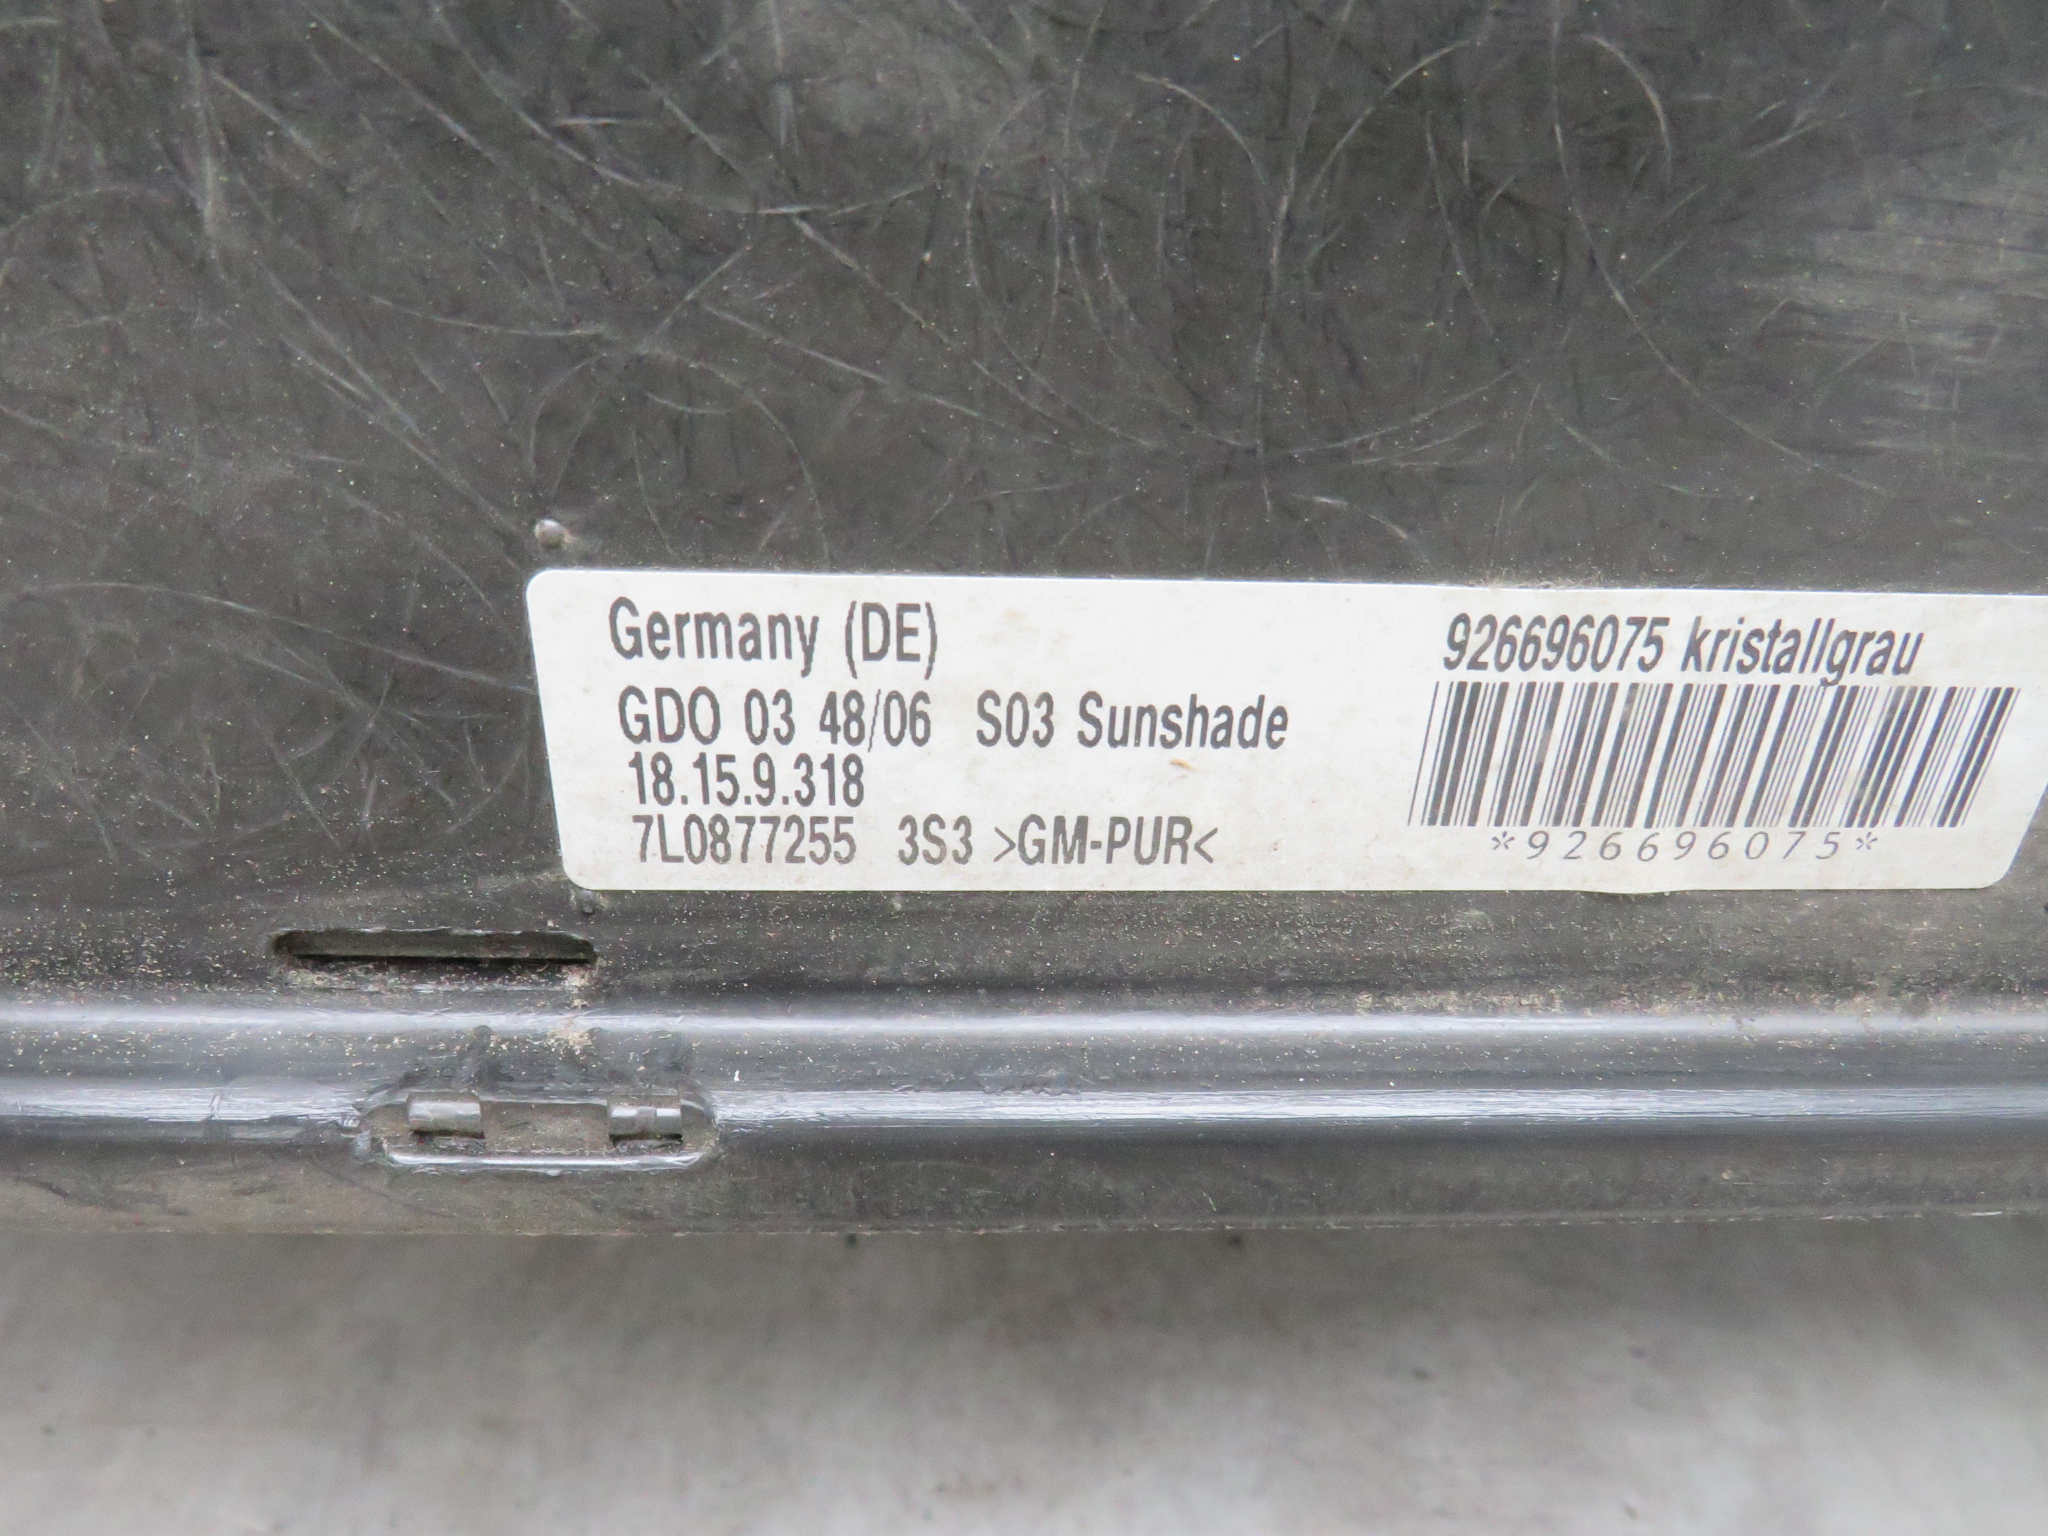 Germany (DE)
GDO 03 48/06 S03 Sunshade
18.15.9.318
7L0877255 3S3 >GM-PUR<
926696075 kristallgrau
*926696075*